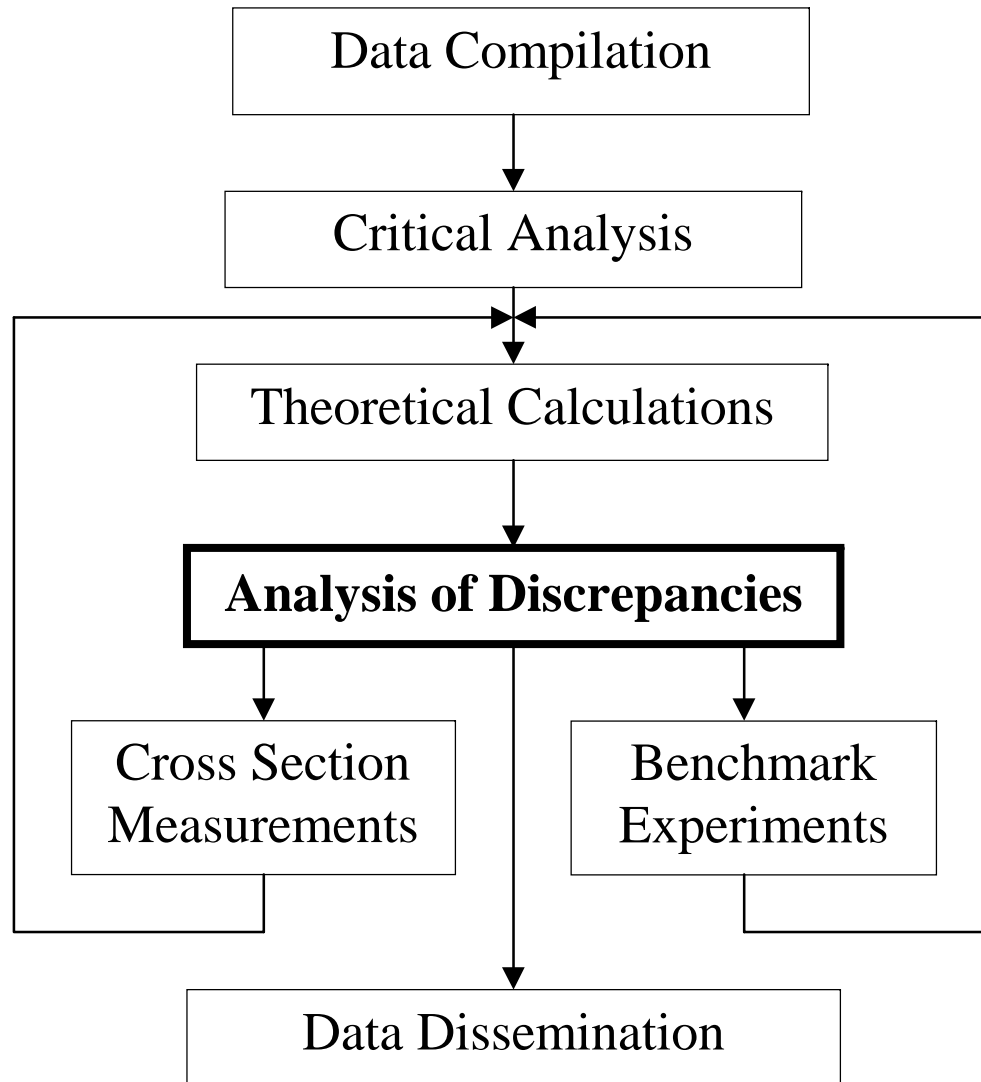 Data Compilation
Critical Analysis
Theoretical Calculations
Analysis of Discrepancies
Cross Section
Measurements
Benchmark
Experiments
Data Dissemination